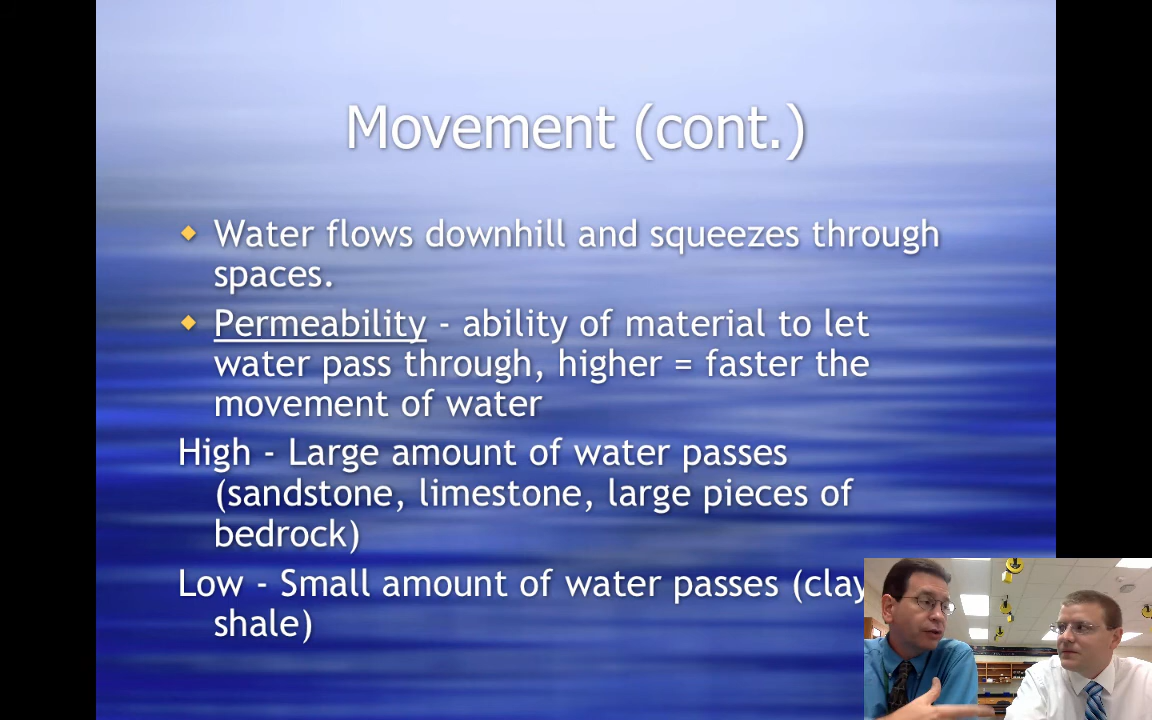 Movement (cont.)
Water flows downhill and squeezes through
spaces.
Permeability - ability of material to let
water pass through, higher = faster the
movement of water
High - Large amount of water passes
(sandstone, limestone, large pieces of
bedrock)
Low - Small amount of water passes (clay
shale)